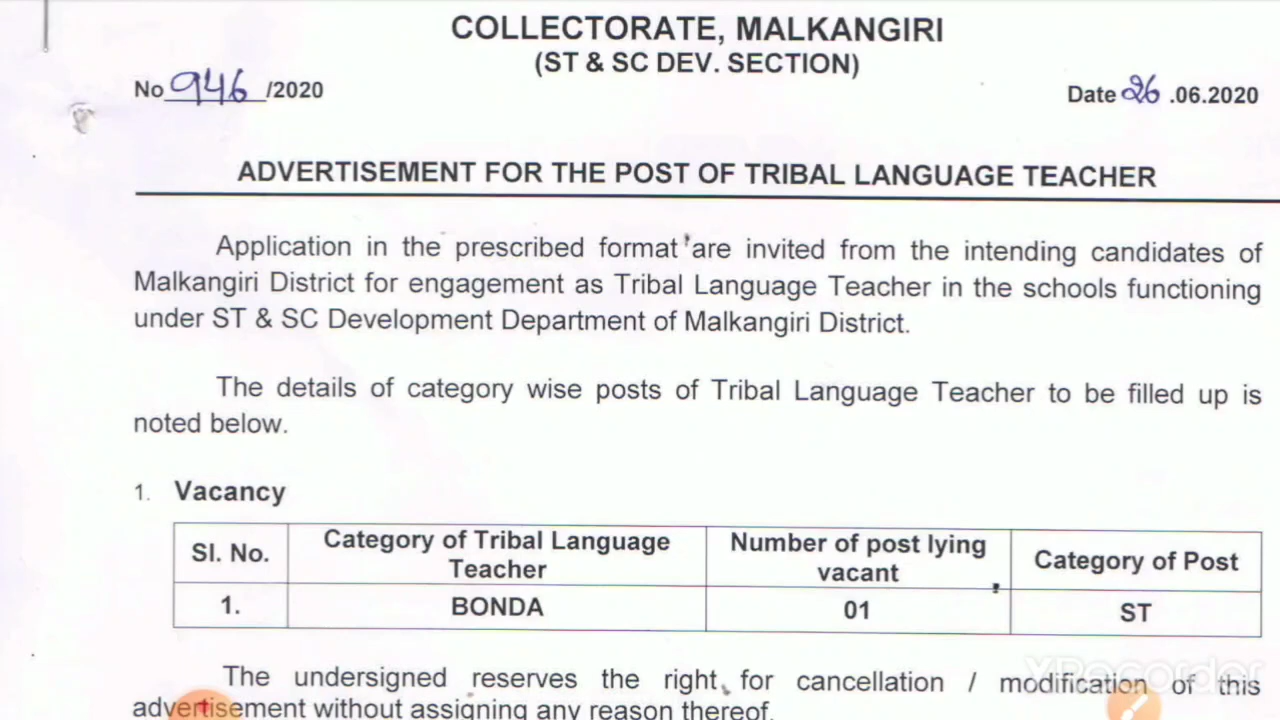 COLLECTORATE, MALKANGIRI
(ST & SC DEV. SECTION)
No 946 /2020
Date 26 .06.2020
ADVERTISEMENT FOR THE POST OF TRIBAL LANGUAGE TEACHER
Application in the prescribed format are invited from the intending candidates of
Malkangiri District for engagement as Tribal Language Teacher in the schools functioning
under ST & SC Development Department of Malkangiri District.
The details of category wise posts of Tribal Language Teacher to be filled up is
noted below.
1. Vacancy
Sl. No. Category of Tribal Language Teacher Number of post lying vacant Category of Post
1. BONDA 01 ST
The undersigned reserves the right for cancellation / modification of this
advertisement without assigning any reason thereof.
XRecorder